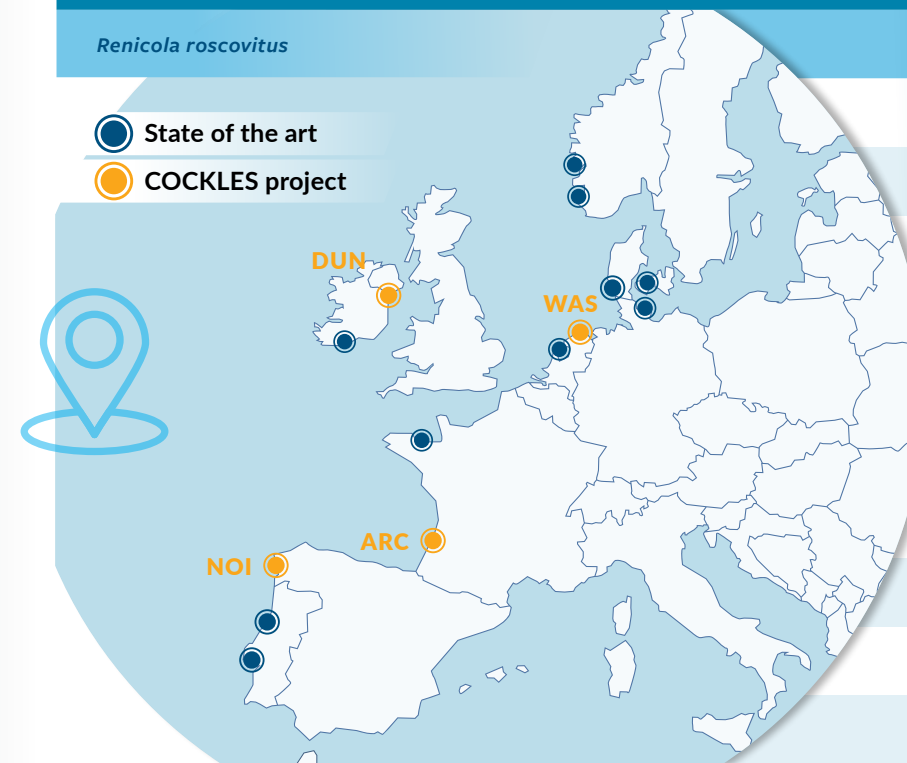 Renicola roscovitus
State of the art
COCKLES project
DUN
WAS
ARC
NOI